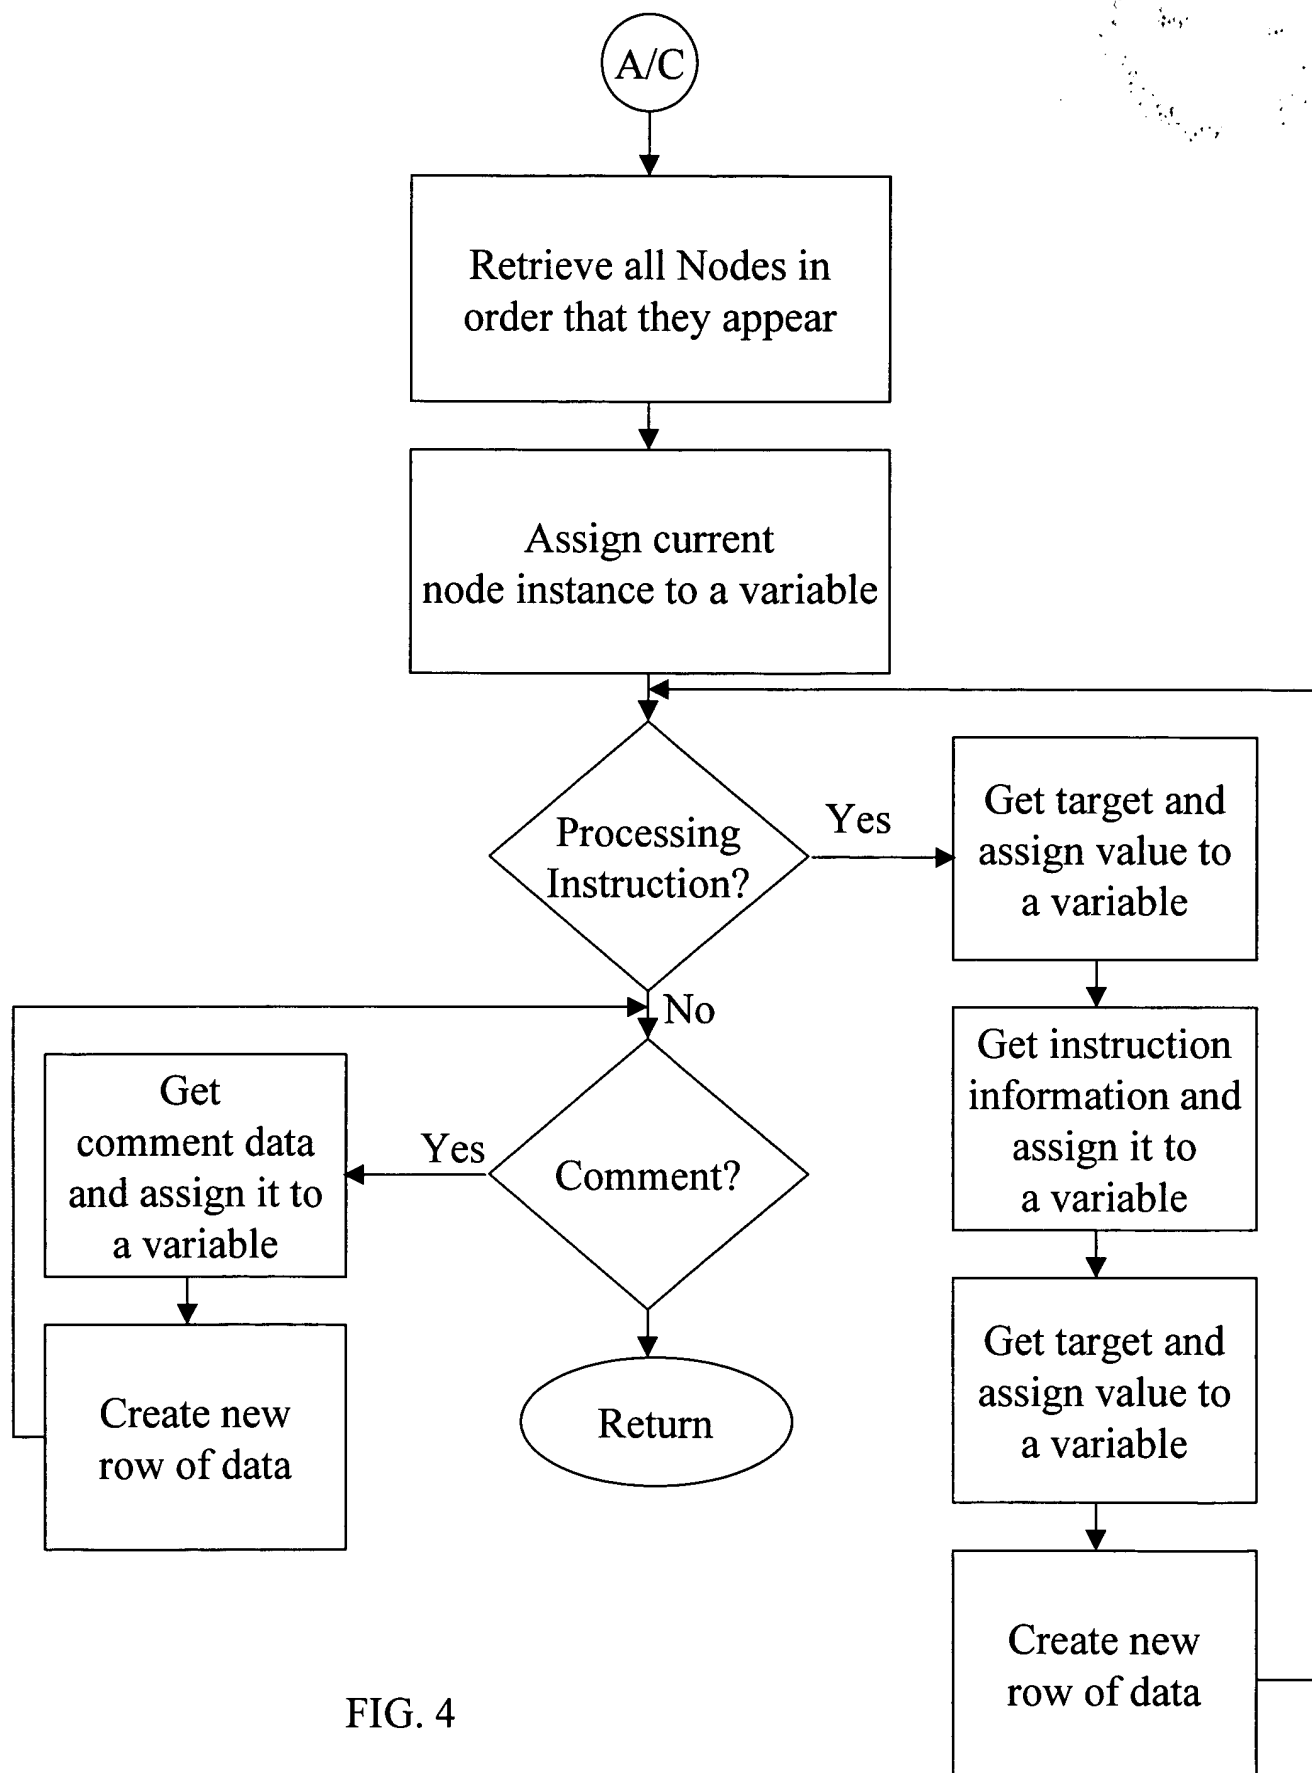 A/C
Retrieve all Nodes in
order that they appear
Assign current
node instance to a variable
Processing
Instruction?
Yes
Get target and
assign value to
a variable
No
Get instruction
information and
assign it to
a variable
Comment?
Yes
Get
comment data
and assign it to
a variable
Get target and
assign value to
a variable
Create new
row of data
Return
Create new
row of data
FIG. 4